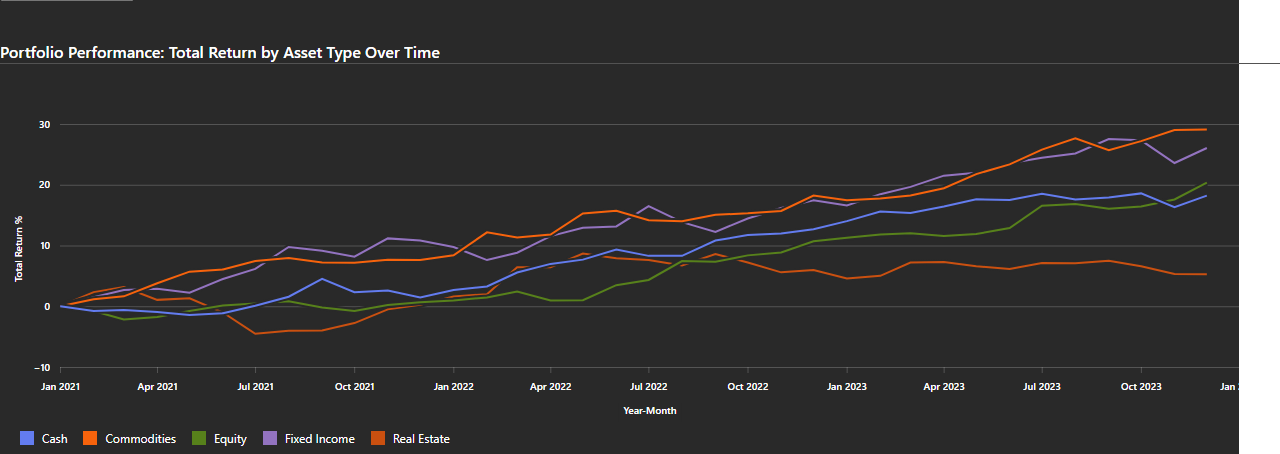 Portfolio Performance: Total Return by Asset Type Over Time
30
20
10
0
−10
Total Return %
Jan 2021 Apr 2021 Jul 2021 Oct 2021 Jan 2022 Apr 2022 Jul 2022 Oct 2022 Jan 2023 Apr 2023 Jul 2023 Oct 2023 Jan
Year-Month
Cash Commodities Equity Fixed Income Real Estate